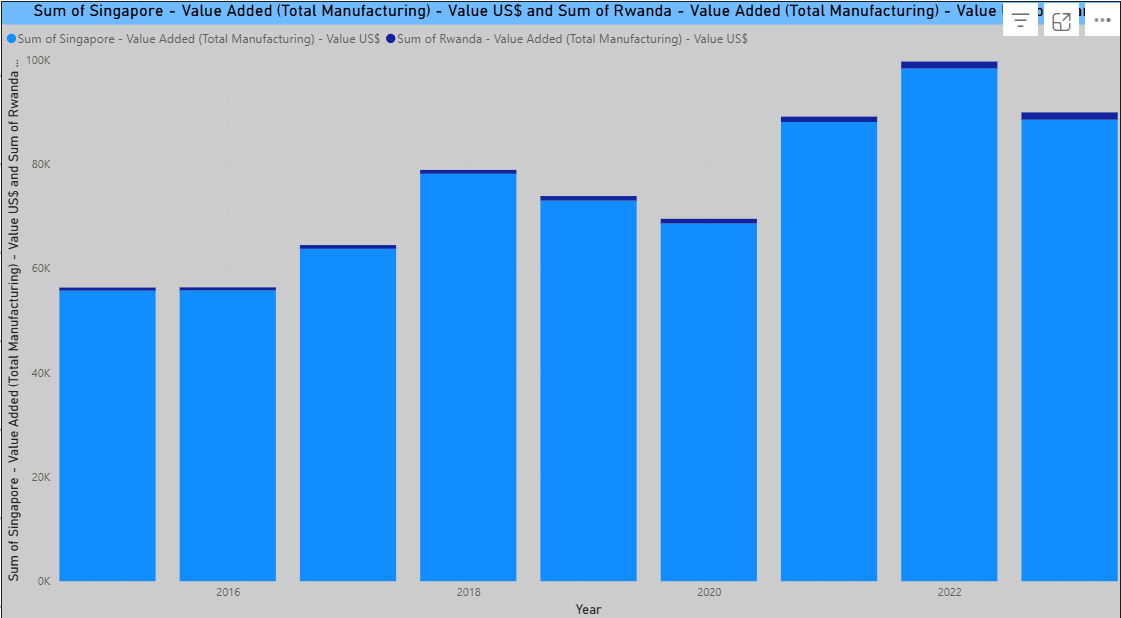 Sum of Singapore - Value Added (Total Manufacturing) - Value US$ and Sum of Rwanda - Value Added (Total Manufacturing) - Value
Sum of Singapore - Value Added (Total Manufacturing) - Value US$ Sum of Rwanda - Value Added (Total Manufacturing) - Value US$
Sum of Singapore - Value Added (Total Manufacturing) - Value US$ and Sum of Rwanda ...
100K
80K
60K
40K
20K
0K
2016 2018 2020 2022
Year